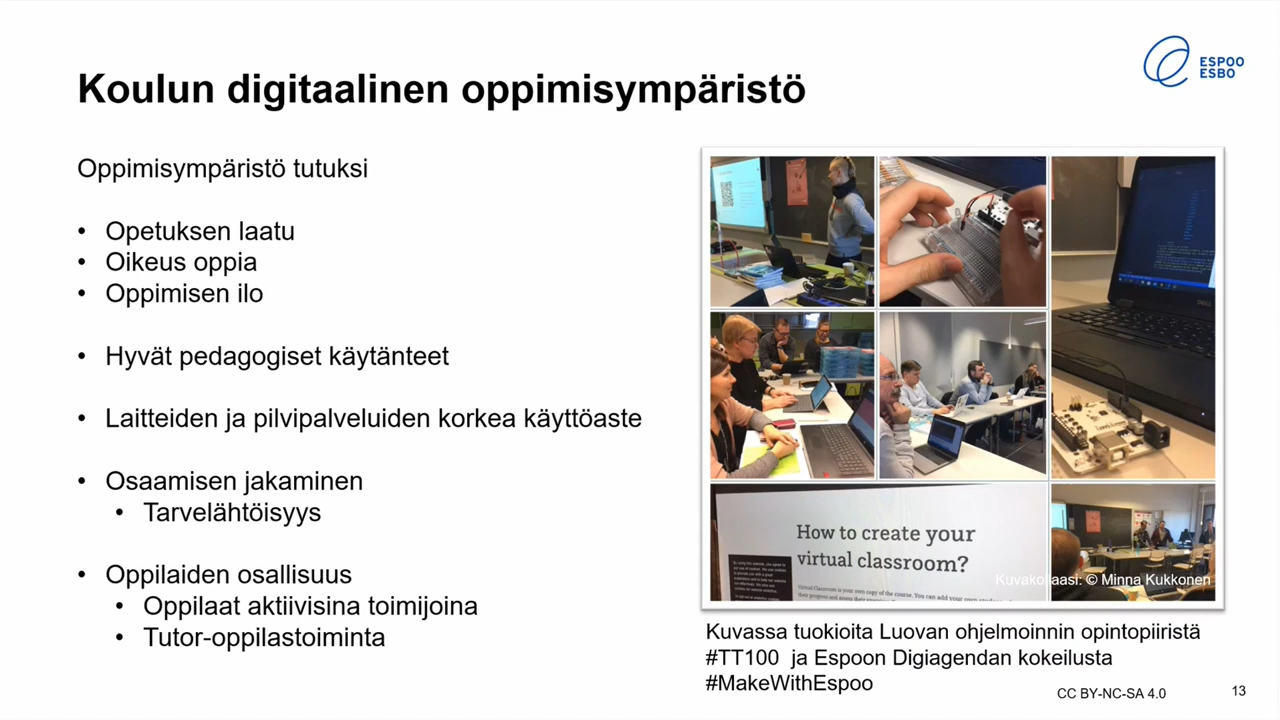 ESPOO
ESBO
Koulun digitaalinen oppimisympäristö
Oppimisympäristö tutuksi
• Opetuksen laatu
• Oikeus oppia
• Oppimisen ilo
• Hyvät pedagogiset käytänteet
• Laitteiden ja pilvipalveluiden korkea käyttöaste
• Osaamisen jakaminen
• Tarvelähtöisyys
• Oppilaiden osallisuus
• Oppilaat aktiivisina toimijoina
• Tutor-oppilastoiminta
How to create your
virtual classroom?
Kuvakollaasi: © Minna Kukkonen
Kuvassa tuokioita Luovan ohjelmoinnin opintopiiristä
#TT100 ja Espoon Digiagendan kokeilusta
#MakeWithEspoo
CC BY-NC-SA 4.0
13